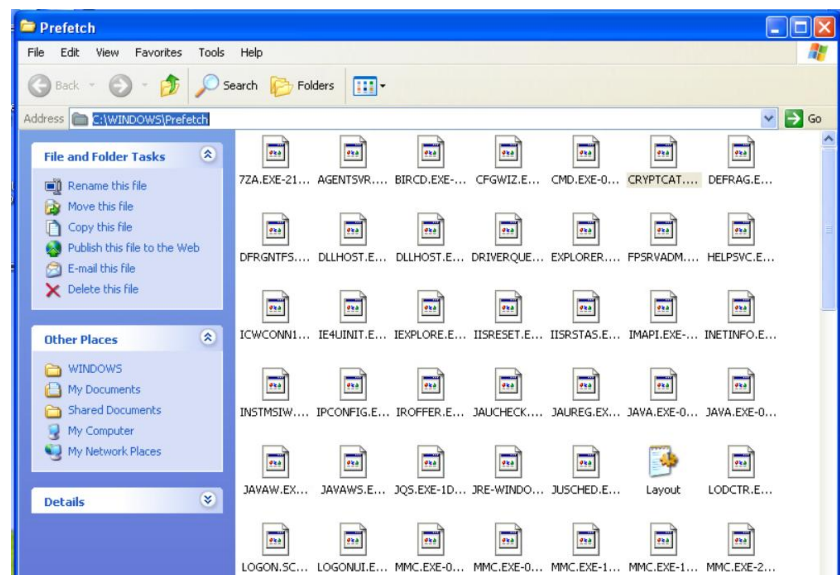 Prefetch
File Edit View Favorites Tools Help
Back Search Folders
Address C:\WINDOWS\Prefetch Go
File and Folder Tasks
Rename this file
Move this file
Copy this file
Publish this file to the Web
E-mail this file
Delete this file
Other Places
WINDOWS
My Documents
Shared Documents
My Computer
My Network Places
Details
7ZA.EXE-21... AGENTSVR.... BIRCD.EXE-... CFGWIZ.E... CMD.EXE-0... CRYPTCAT.... DEFRAG.E...
DFRGNTFS.... DLLHOST.E... DLLHOST.E... DRIVERQUE... EXPLORER.... FPSRVADM.... HELPSVC.E...
ICWCONN1... IE4UINIT.E... IEXPLORE.E... IISRESET.E... IISRSTAS.E... IMAPI.EXE-... INETINFO.E...
INSTMSIW.... IPCONFIG.E... IROFFER.E... JAUCHECK.... JAUREG.EX... JAVA.EXE-0... JAVA.EXE-0...
JAVAW.EX... JAVAWS.E... JQS.EXE-1D... JRE-WINDO... JUSCHED.E... Layout LODCTR.E...
LOGON.SC... LOGONUI.E... MMC.EXE-0... MMC.EXE-0... MMC.EXE-1... MMC.EXE-1... MMC.EXE-2...